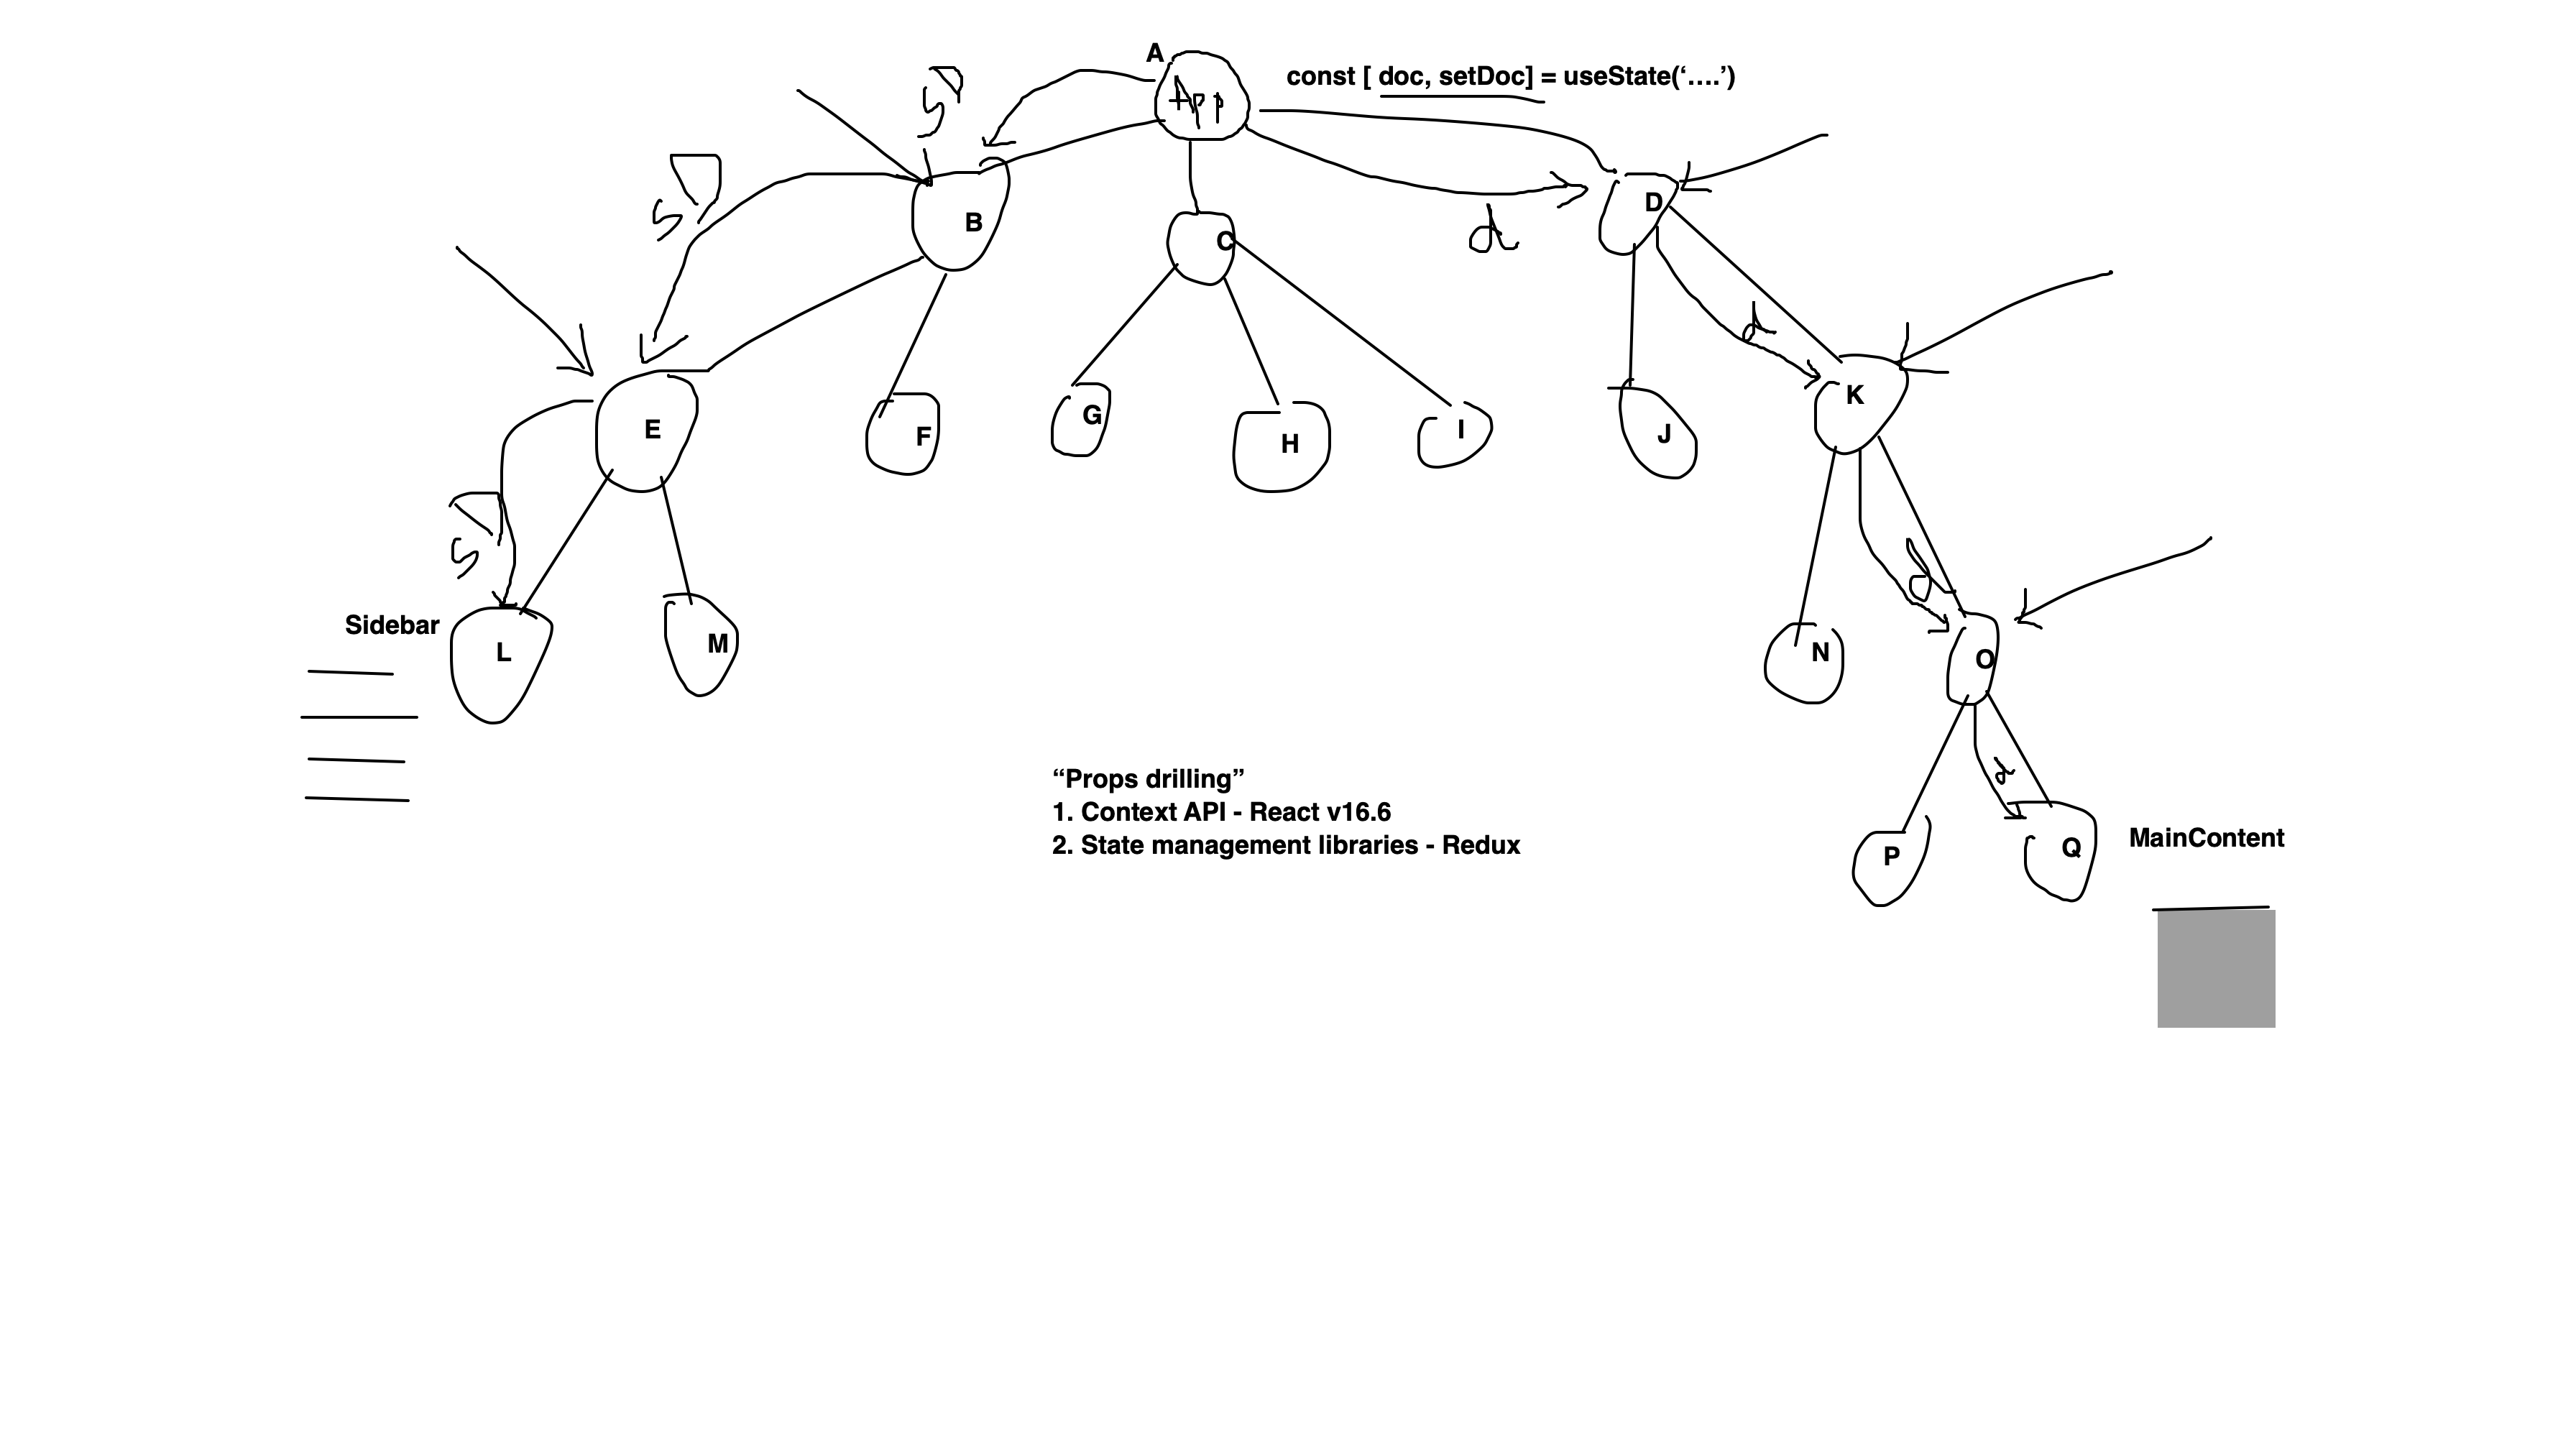 A
App
const [ doc, setDoc] = useState(‘....’)
SD
SD
B
C
d
D
d
K
E
F
G
H
I
J
SD
d
Sidebar
L
M
N
O
d
“Props drilling”
1. Context API - React v16.6
2. State management libraries - Redux
P
Q
MainContent